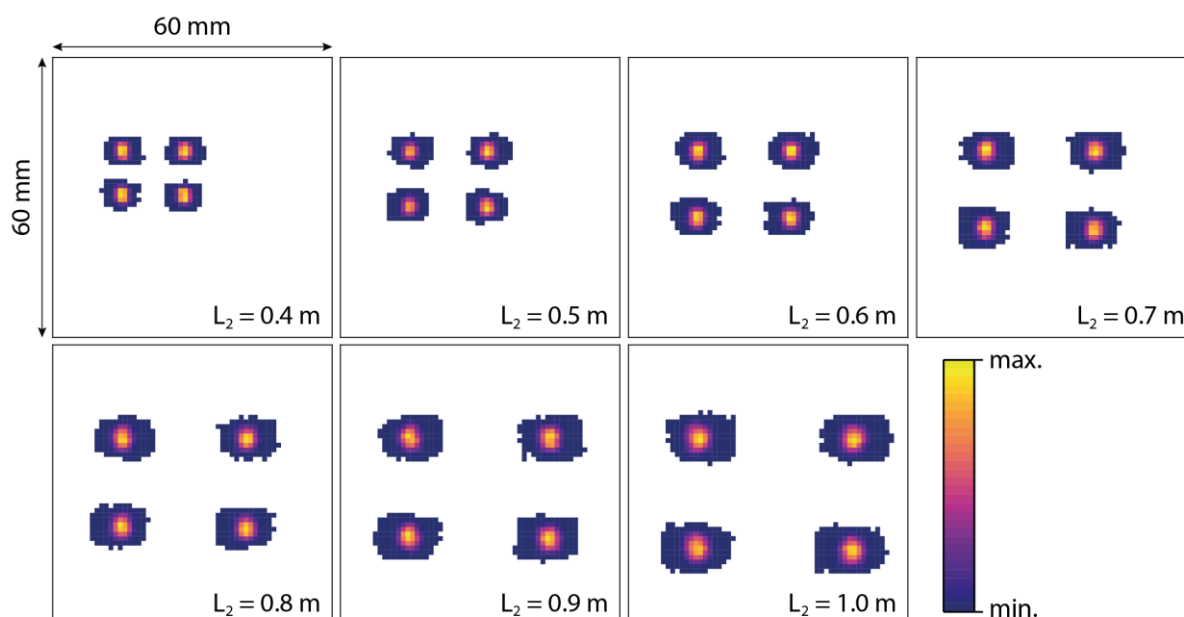 60 mm
60 mm
L₂ = 0.4 m
L₂ = 0.5 m
L₂ = 0.6 m
L₂ = 0.7 m
L₂ = 0.8 m
L₂ = 0.9 m
L₂ = 1.0 m
max.
min.